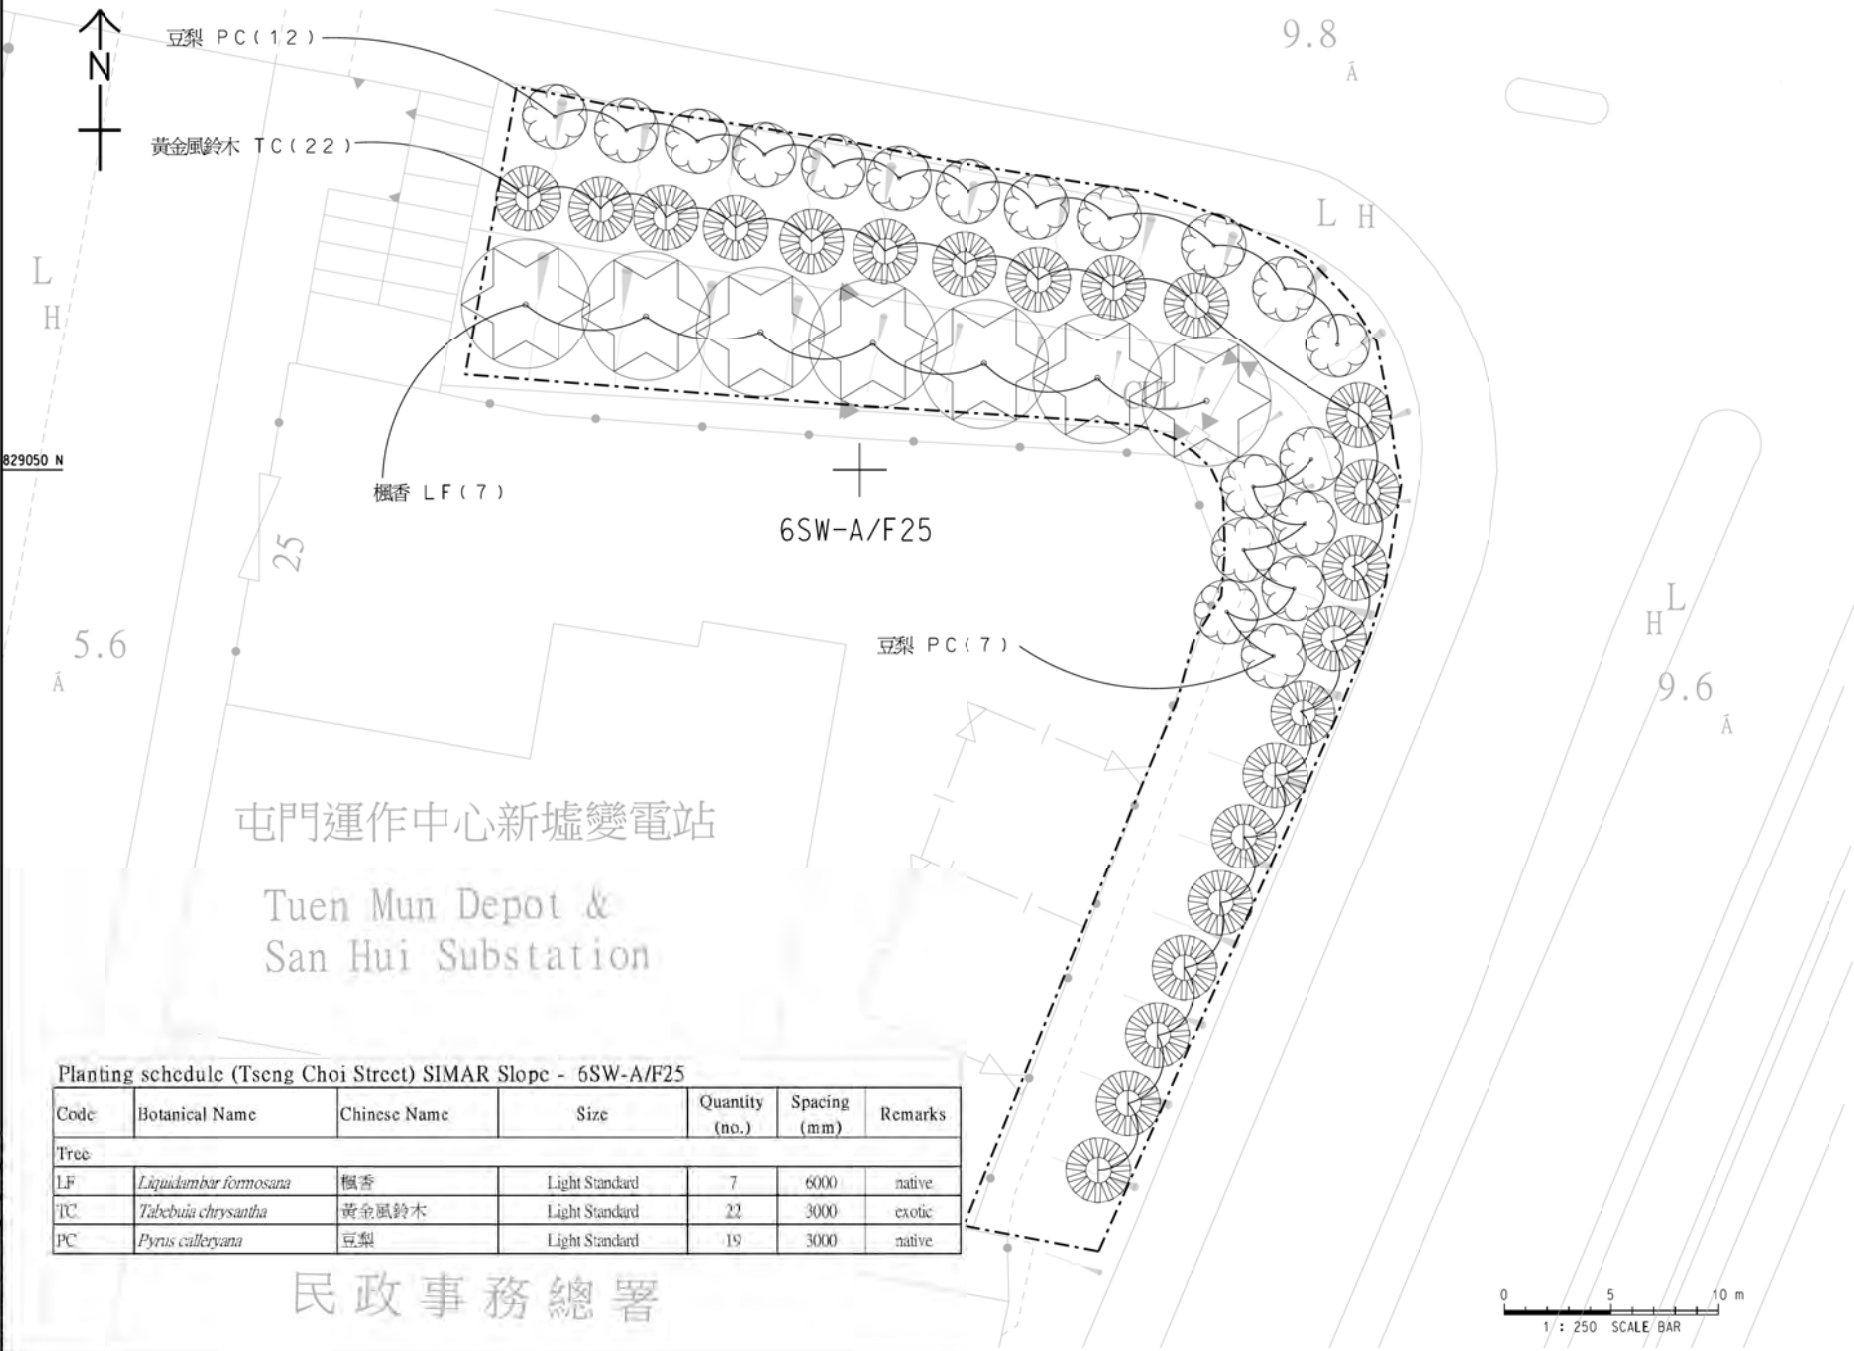 N
豆梨 PC(12)
黃金風鈴木 TC(22)
9.8
Â
L H
L
H
829050 N
25
楓香 LF(7)
6SW-A/F25
豆梨 PC(7)
5.6
Â
L
H
9.6
Â
屯門運作中心新墟變電站
Tuen Mun Depot &
San Hui Substation
Planting schedule (Tseng Choi Street) SIMAR Slope - 6SW-A/F25
Code Botanical Name Chinese Name Size Quantity (no.) Spacing (mm) Remarks
Tree
LF Liquidambar formosana 楓香 Light Standard 7 6000 native
TC Tabebuia chrysantha 黃金風鈴木 Light Standard 22 3000 exotic
PC Pyrus calleryana 豆梨 Light Standard 19 3000 native
民政事務總署
0 5 10 m
1 : 250 SCALE BAR